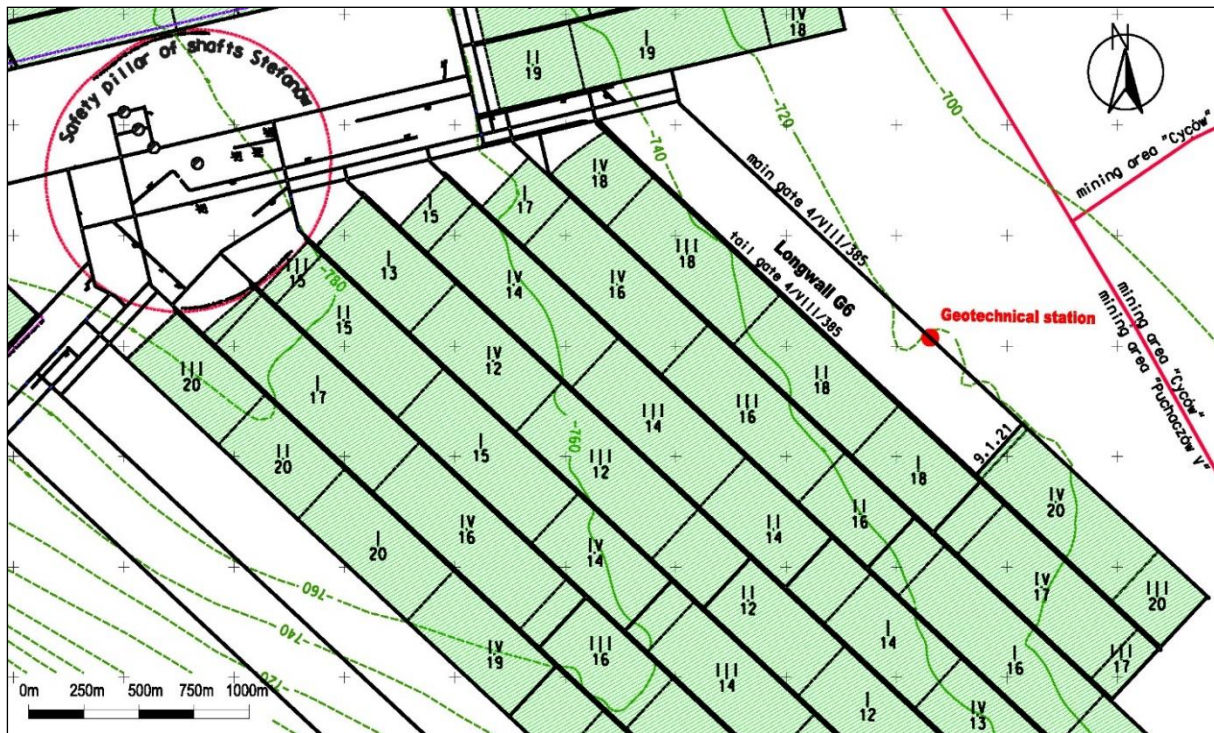 IV
18
I
19
II
19
N
Safety pillar of shafts Stefanów
-700
-720
-740
mining area "Cyców"
main gate 4/VIII/385
IV
18
I
17
I
15
III
18
Longwall G6
tail gate 4/VIII/385
I
13
III
15
-780
IV
14
IV
16
II
15
Geotechnical station
mining area "Cyców"
mining area "Puchaczów V"
III
20
IV
12
II
18
I
17
III
16
III
14
II
20
I
15
-760
III
12
9.1.21
I
18
IV
20
II
16
I
20
IV
16
IV
14
II
14
IV
17
III
20
-760
II
12
I
14
-740
IV
19
III
16
I
16
III
17
-720
III
14
I
12
IV
13
0m 250m 500m 750m 1000m